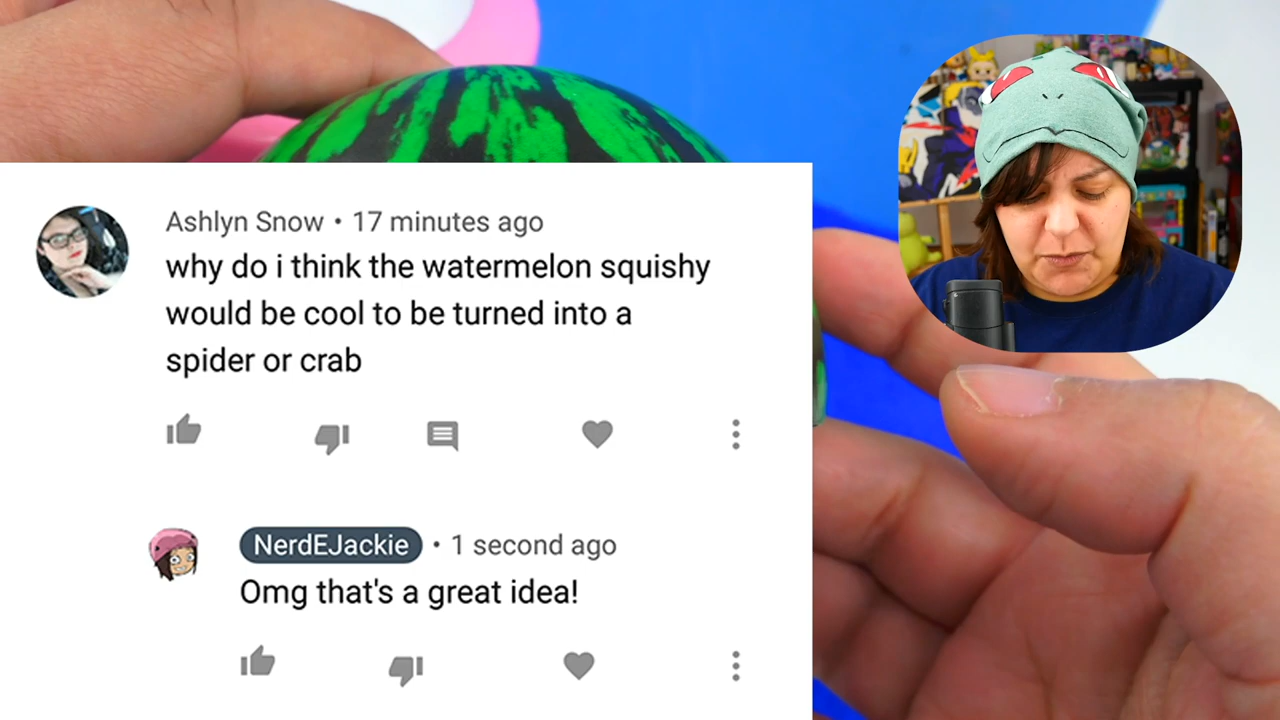 Ashlyn Snow • 17 minutes ago
why do i think the watermelon squishy
would be cool to be turned into a
spider or crab
NerdEJackie • 1 second ago
Omg that's a great idea!